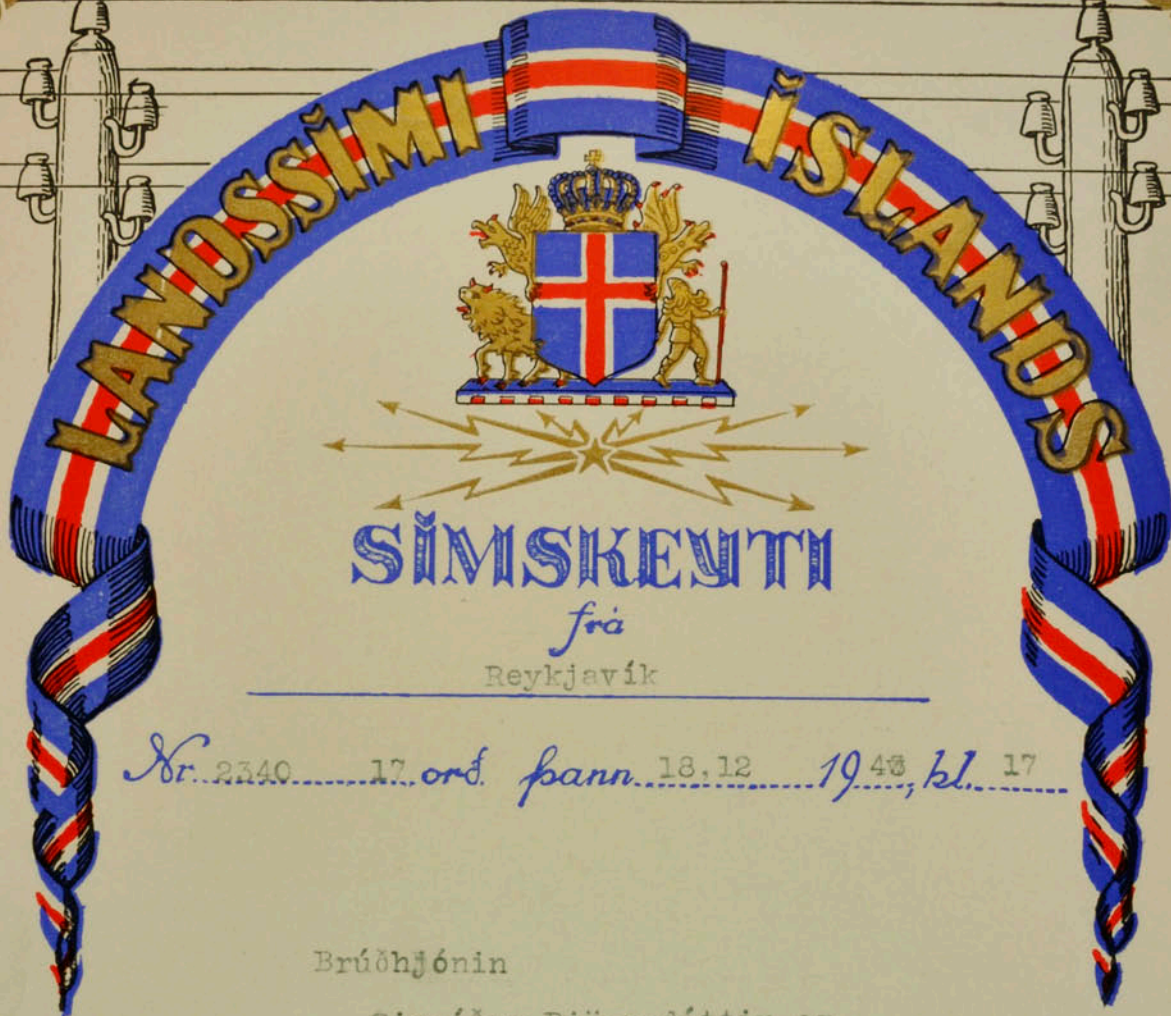 LANDSSÍMI ÍSLANDS
SÍMSKEYTI
frá
Reykjavík
Nr. 2340 17 orð. þann 18.12 19 , kl. 17
Brúðhjónin